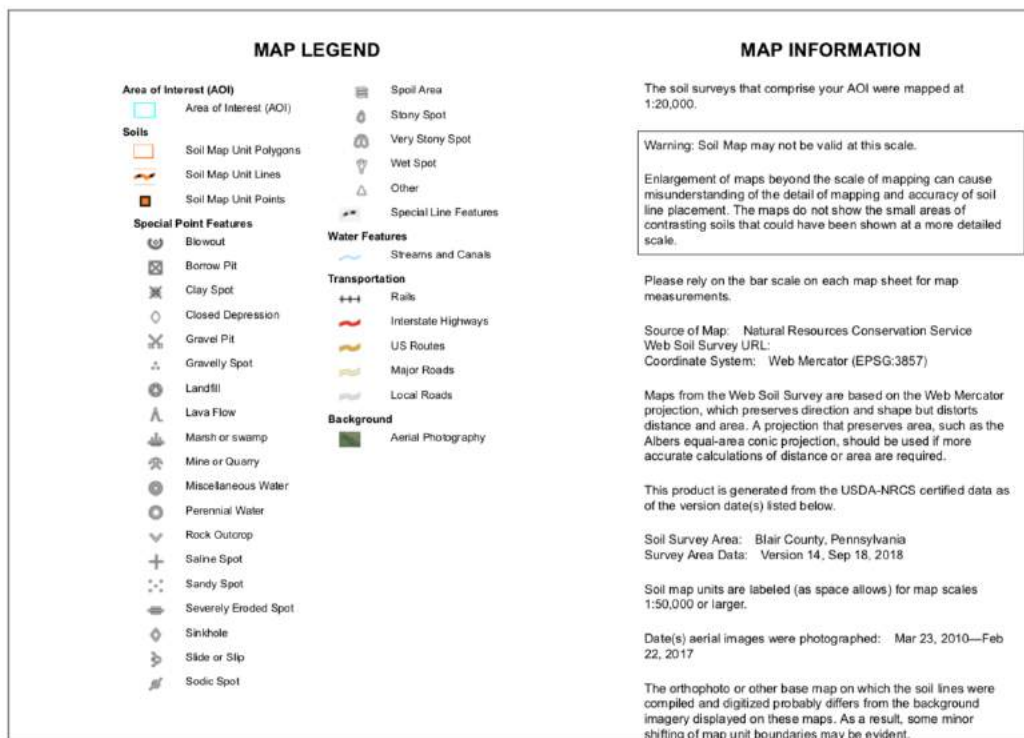 MAP LEGEND
Area of Interest (AOI)
Area of Interest (AOI)
Soils
Soil Map Unit Polygons
Soil Map Unit Lines
Soil Map Unit Points
Special Point Features
Blowout
Borrow Pit
Clay Spot
Closed Depression
Gravel Pit
Gravelly Spot
Landfill
Lava Flow
Marsh or swamp
Mine or Quarry
Miscellaneous Water
Perennial Water
Rock Outcrop
Saline Spot
Sandy Spot
Severely Eroded Spot
Sinkhole
Slide or Slip
Sodic Spot
Spoil Area
Stony Spot
Very Stony Spot
Wet Spot
Other
Special Line Features
Water Features
Streams and Canals
Transportation
Rails
Interstate Highways
US Routes
Major Roads
Local Roads
Background
Aerial Photography
MAP INFORMATION
The soil surveys that comprise your AOI were mapped at
1:20,000.
Warning: Soil Map may not be valid at this scale.
Enlargement of maps beyond the scale of mapping can cause
misunderstanding of the detail of mapping and accuracy of soil
line placement. The maps do not show the small areas of
contrasting soils that could have been shown at a more detailed
scale.
Please rely on the bar scale on each map sheet for map
measurements.
Source of Map: Natural Resources Conservation Service
Web Soil Survey URL:
Coordinate System: Web Mercator (EPSG:3857)
Maps from the Web Soil Survey are based on the Web Mercator
projection, which preserves direction and shape but distorts
distance and area. A projection that preserves area, such as the
Albers equal-area conic projection, should be used if more
accurate calculations of distance or area are required.
This product is generated from the USDA-NRCS certified data as
of the version date(s) listed below.
Soil Survey Area: Blair County, Pennsylvania
Survey Area Data: Version 14, Sep 18, 2018
Soil map units are labeled (as space allows) for map scales
1:50,000 or larger.
Date(s) aerial images were photographed: Mar 23, 2010—Feb
22, 2017
The orthophoto or other base map on which the soil lines were
compiled and digitized probably differs from the background
imagery displayed on these maps. As a result, some minor
shifting of map unit boundaries may be evident.